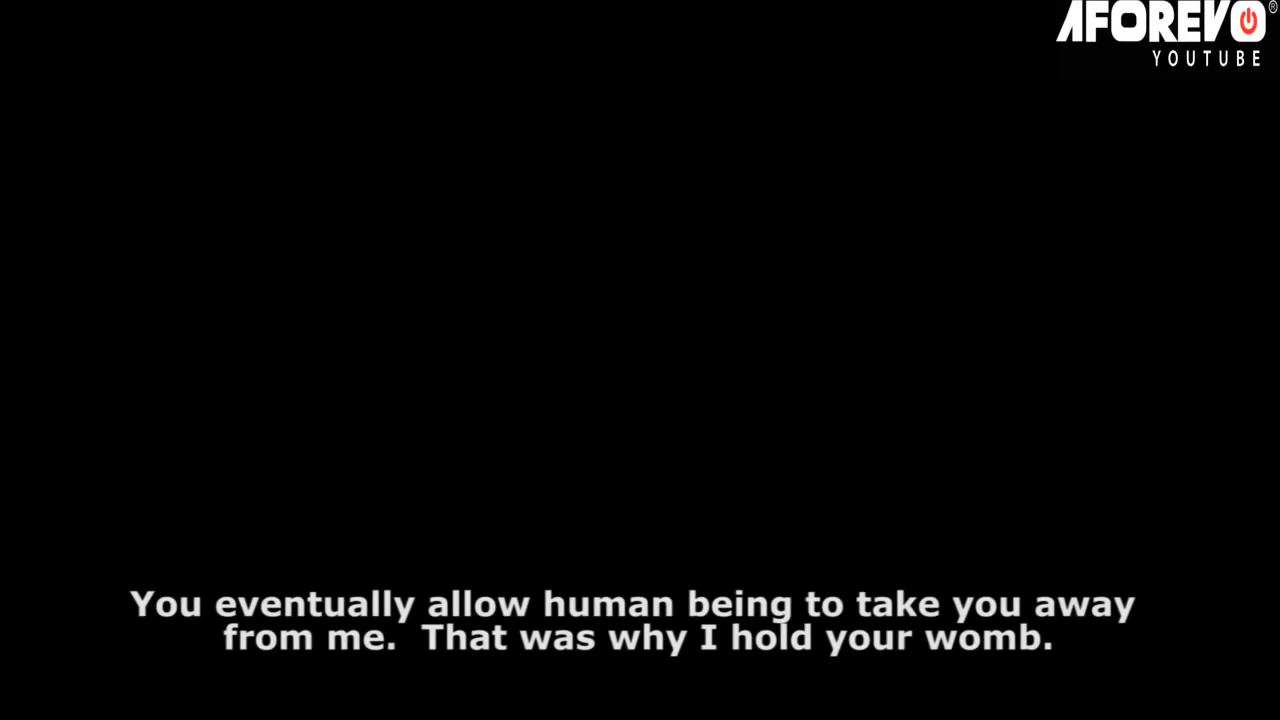 AFOREVO®
YOUTUBE
You eventually allow human being to take you away
from me.  That was why I hold your womb.